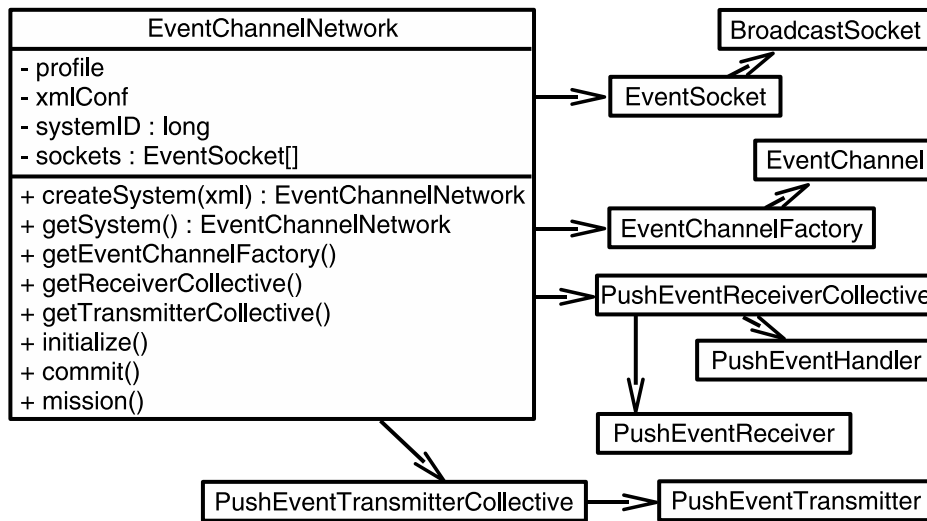 EventChannelNetwork
- profile
- xmlConf
- systemID : long
- sockets : EventSocket[]
+ createSystem(xml) : EventChannelNetwork
+ getSystem() : EventChannelNetwork
+ getEventChannelFactory()
+ getReceiverCollective()
+ getTransmitterCollective()
+ initialize()
+ commit()
+ mission()
BroadcastSocket
EventSocket
EventChannel
EventChannelFactory
PushEventReceiverCollective
PushEventHandler
PushEventReceiver
PushEventTransmitterCollective
PushEventTransmitter